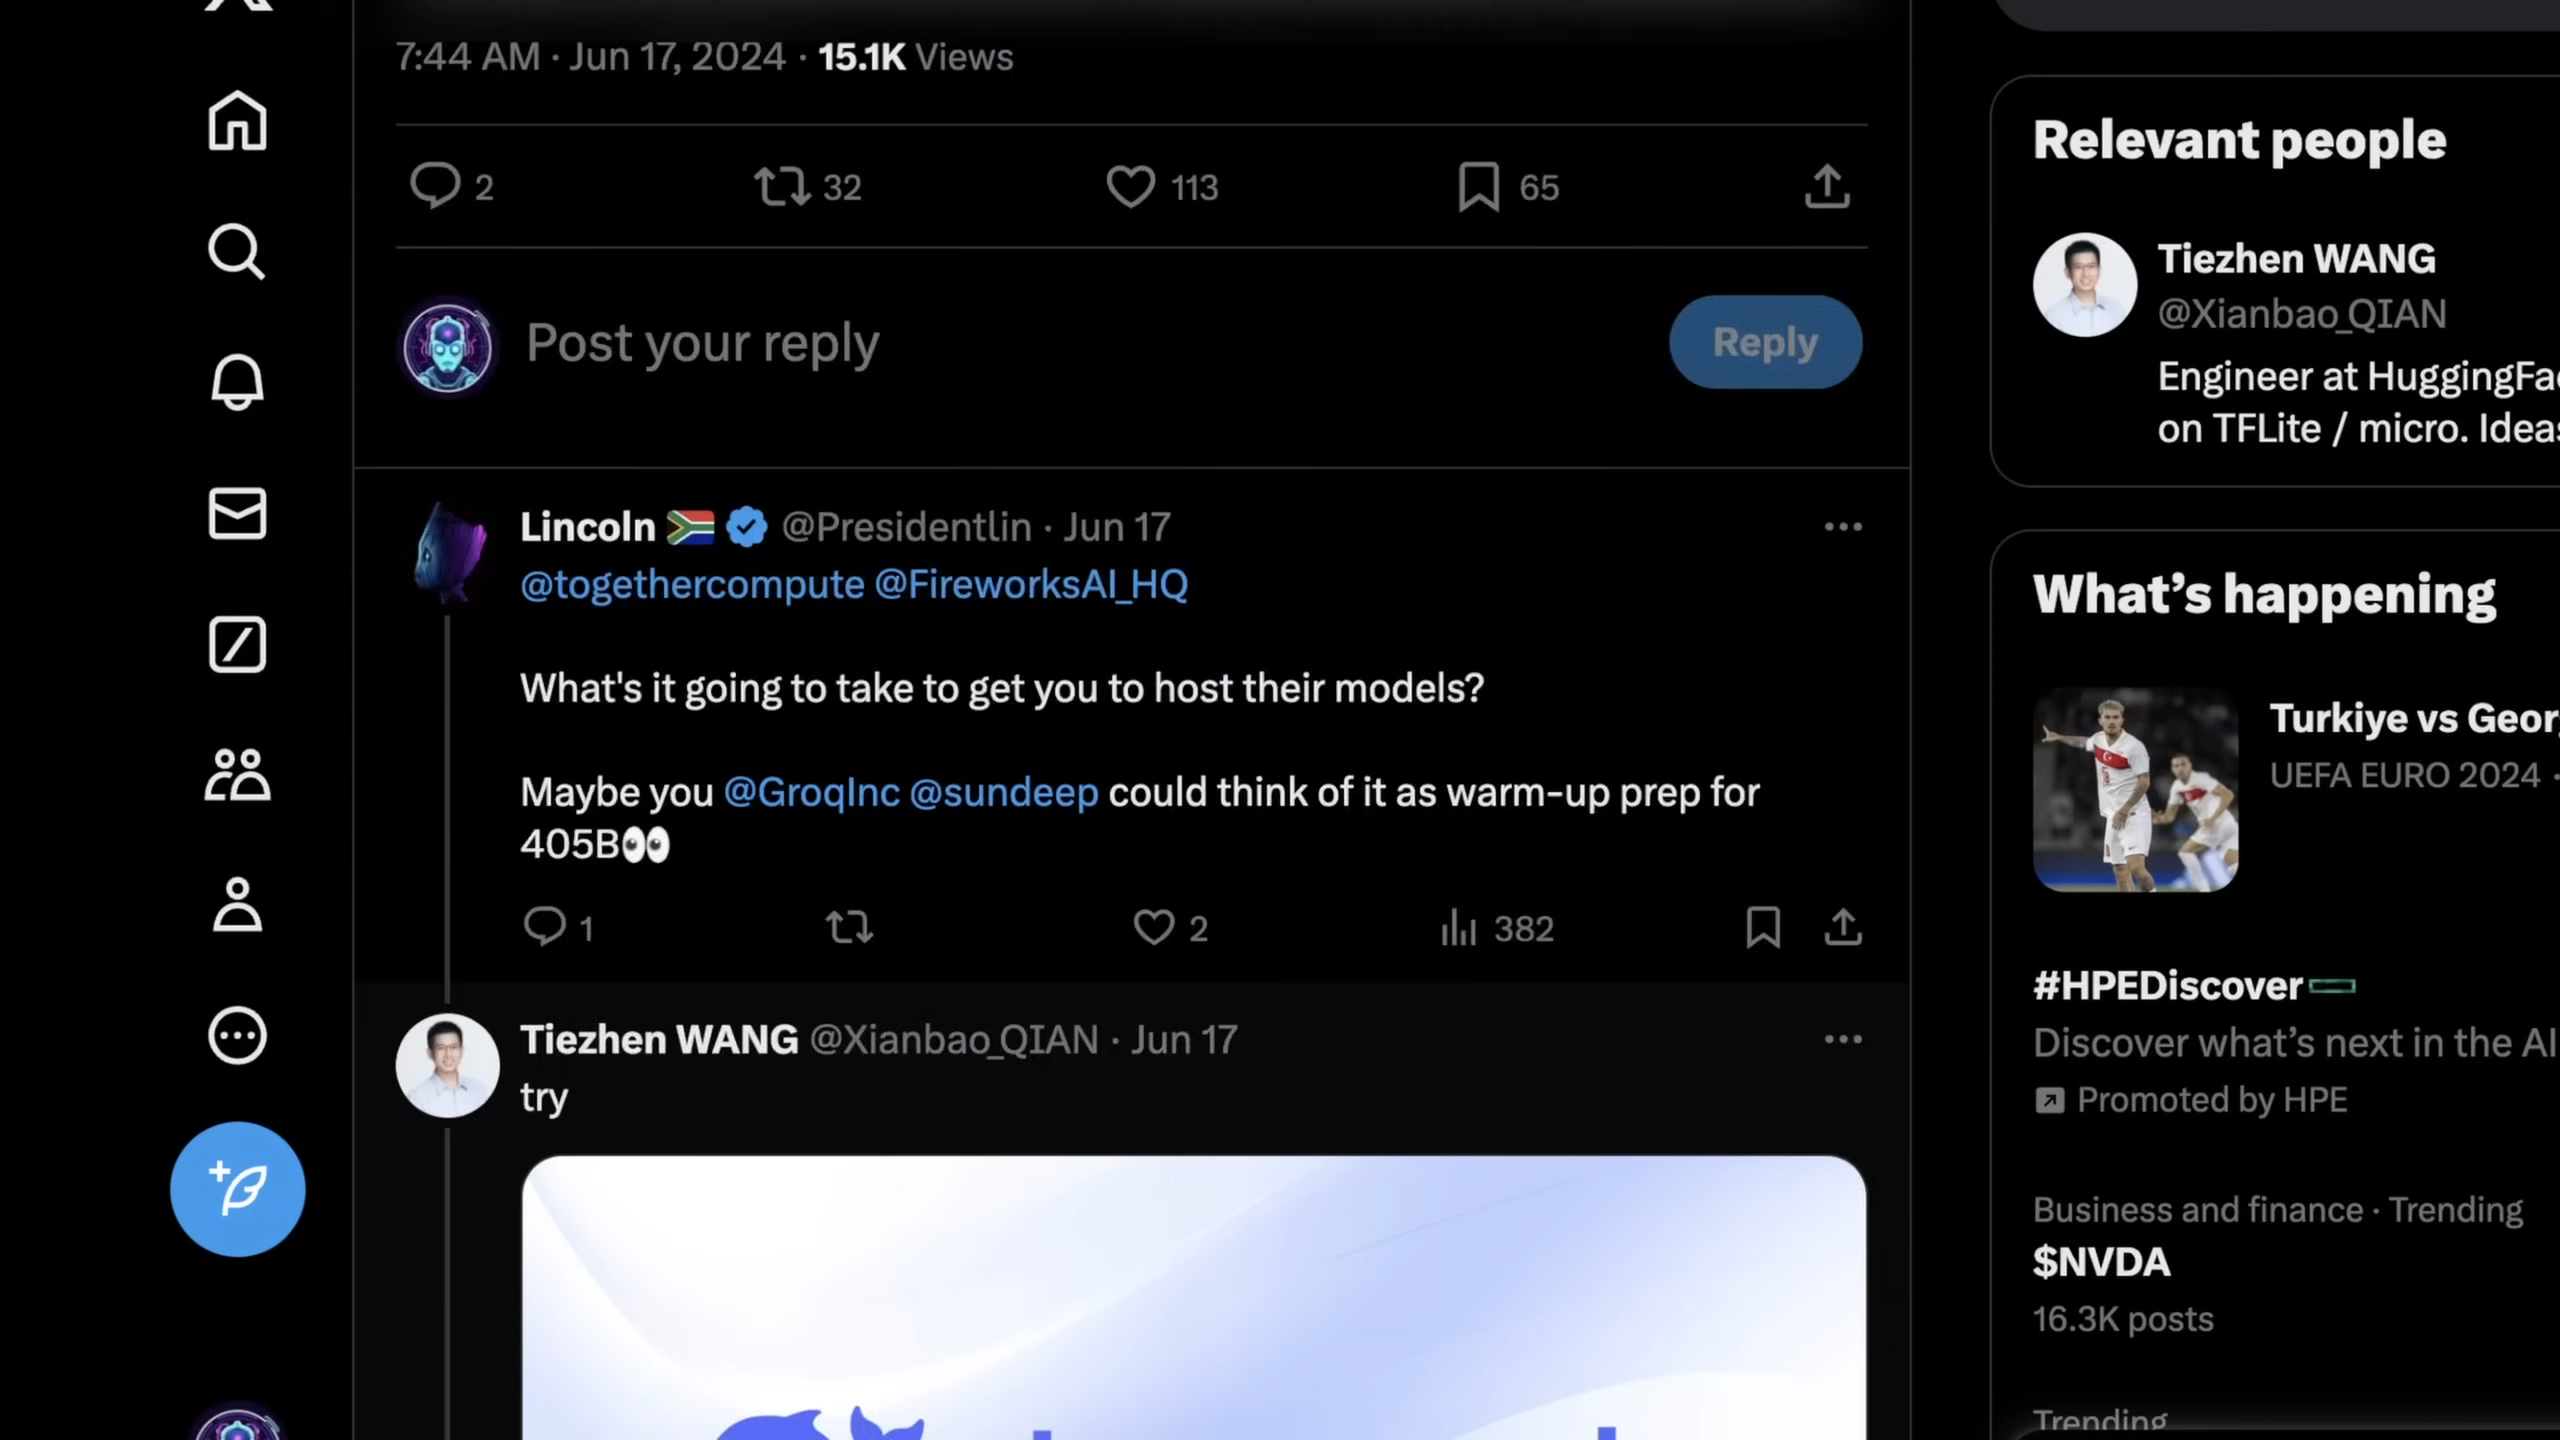 7:44 AM · Jun 17, 2024 · 15.1K Views
2 32 113 65
Post your reply
Reply
Lincoln @Presidentlin · Jun 17
@togethercompute @FireworksAI_HQ
What's it going to take to get you to host their models?
Maybe you @GroqInc @sundeep could think of it as warm-up prep for
405B👀
1 2 382
Tiezhen WANG @Xianbao_QIAN · Jun 17
try
Relevant people
Tiezhen WANG
@Xianbao_QIAN
Engineer at
on TFLite / micro.
What’s happening
Turkiye vs
UEFA EURO 2024 ·
#HPEDiscover
Discover what’s next in the AI
Promoted by HPE
Business and finance · Trending
$NVDA
16.3K posts
Trending